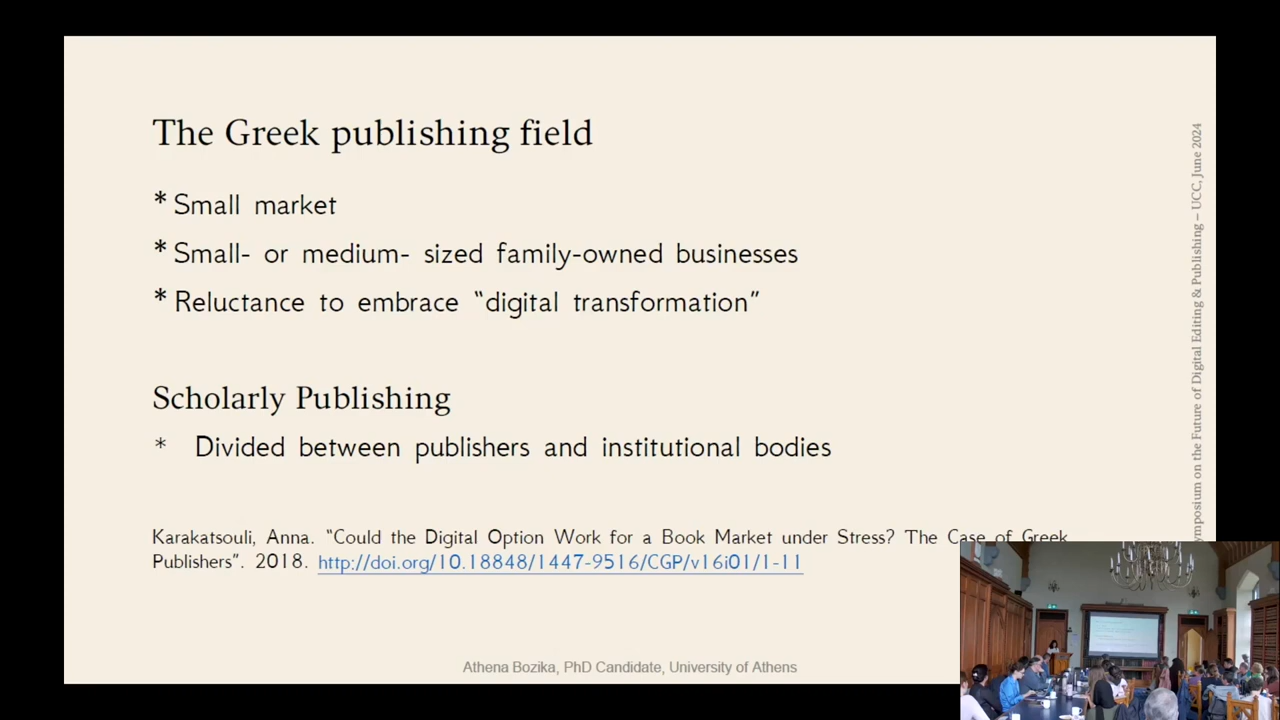 The Greek publishing field
* Small market
* Small- or medium- sized family-owned businesses
* Reluctance to embrace “digital transformation”
Scholarly Publishing
* Divided between publishers and institutional bodies
Karakatsouli, Anna. “Could the Digital Option Work for a Book Market under Stress? The Case of Greek
Publishers”. 2018. http://doi.org/10.18848/1447-9516/CGP/v16i01/1-11
Athena Bozika, PhD Candidate, University of Athens
on the Future of Digital Editing & Publishing – UCC, June 2024